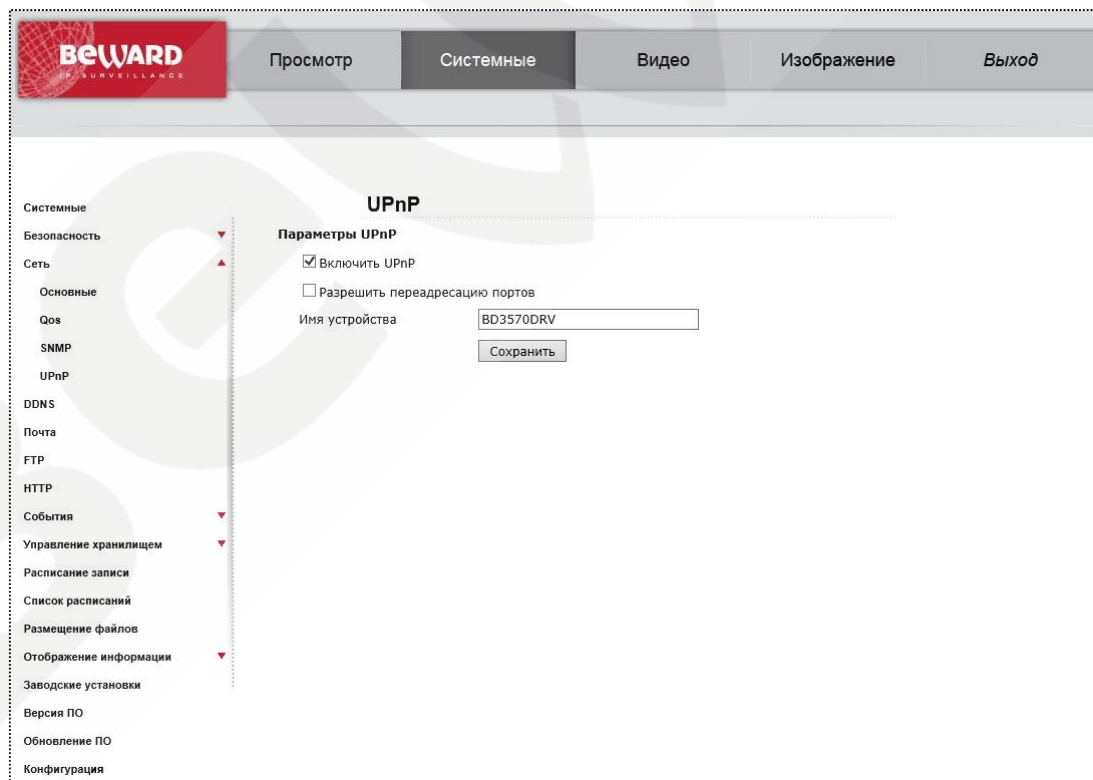 BEWARD
IP SURVEILLANCE
Просмотр
Системные
Видео
Изображение
Выход
Системные
Безопасность
Сеть
Основные
Qos
SNMP
UPnP
DDNS
Почта
FTP
HTTP
События
Управление хранилищем
Расписание записи
Список расписаний
Размещение файлов
Отображение информации
Заводские установки
Версия ПО
Обновление ПО
Конфигурация
UPnP
Параметры UPnP
Включить UPnP
Разрешить переадресацию портов
Имя устройства BD3570DRV
Сохранить